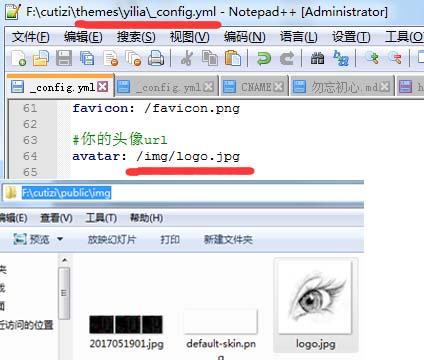 F:\cutizi\themes\yilia\_config.yml - Notepad++ [Administrator]
文件(F) 编辑(E) 搜索(S) 视图(V) 编码(N) 语言(L) 设置(T) 工具(O)
_config.yml _config.yml CNAME 勿忘初心.md
61 favicon: /favicon.png
62
63 #你的头像url
64 avatar: /img/logo.jpg
65
F:\cutizi\public\img
编辑(E) 查看(V) 工具(T) 帮助(H)
预览 放映幻灯片 打印 新建文件夹
近访问的位置
2017051901.jpg default-skin.png logo.jpg